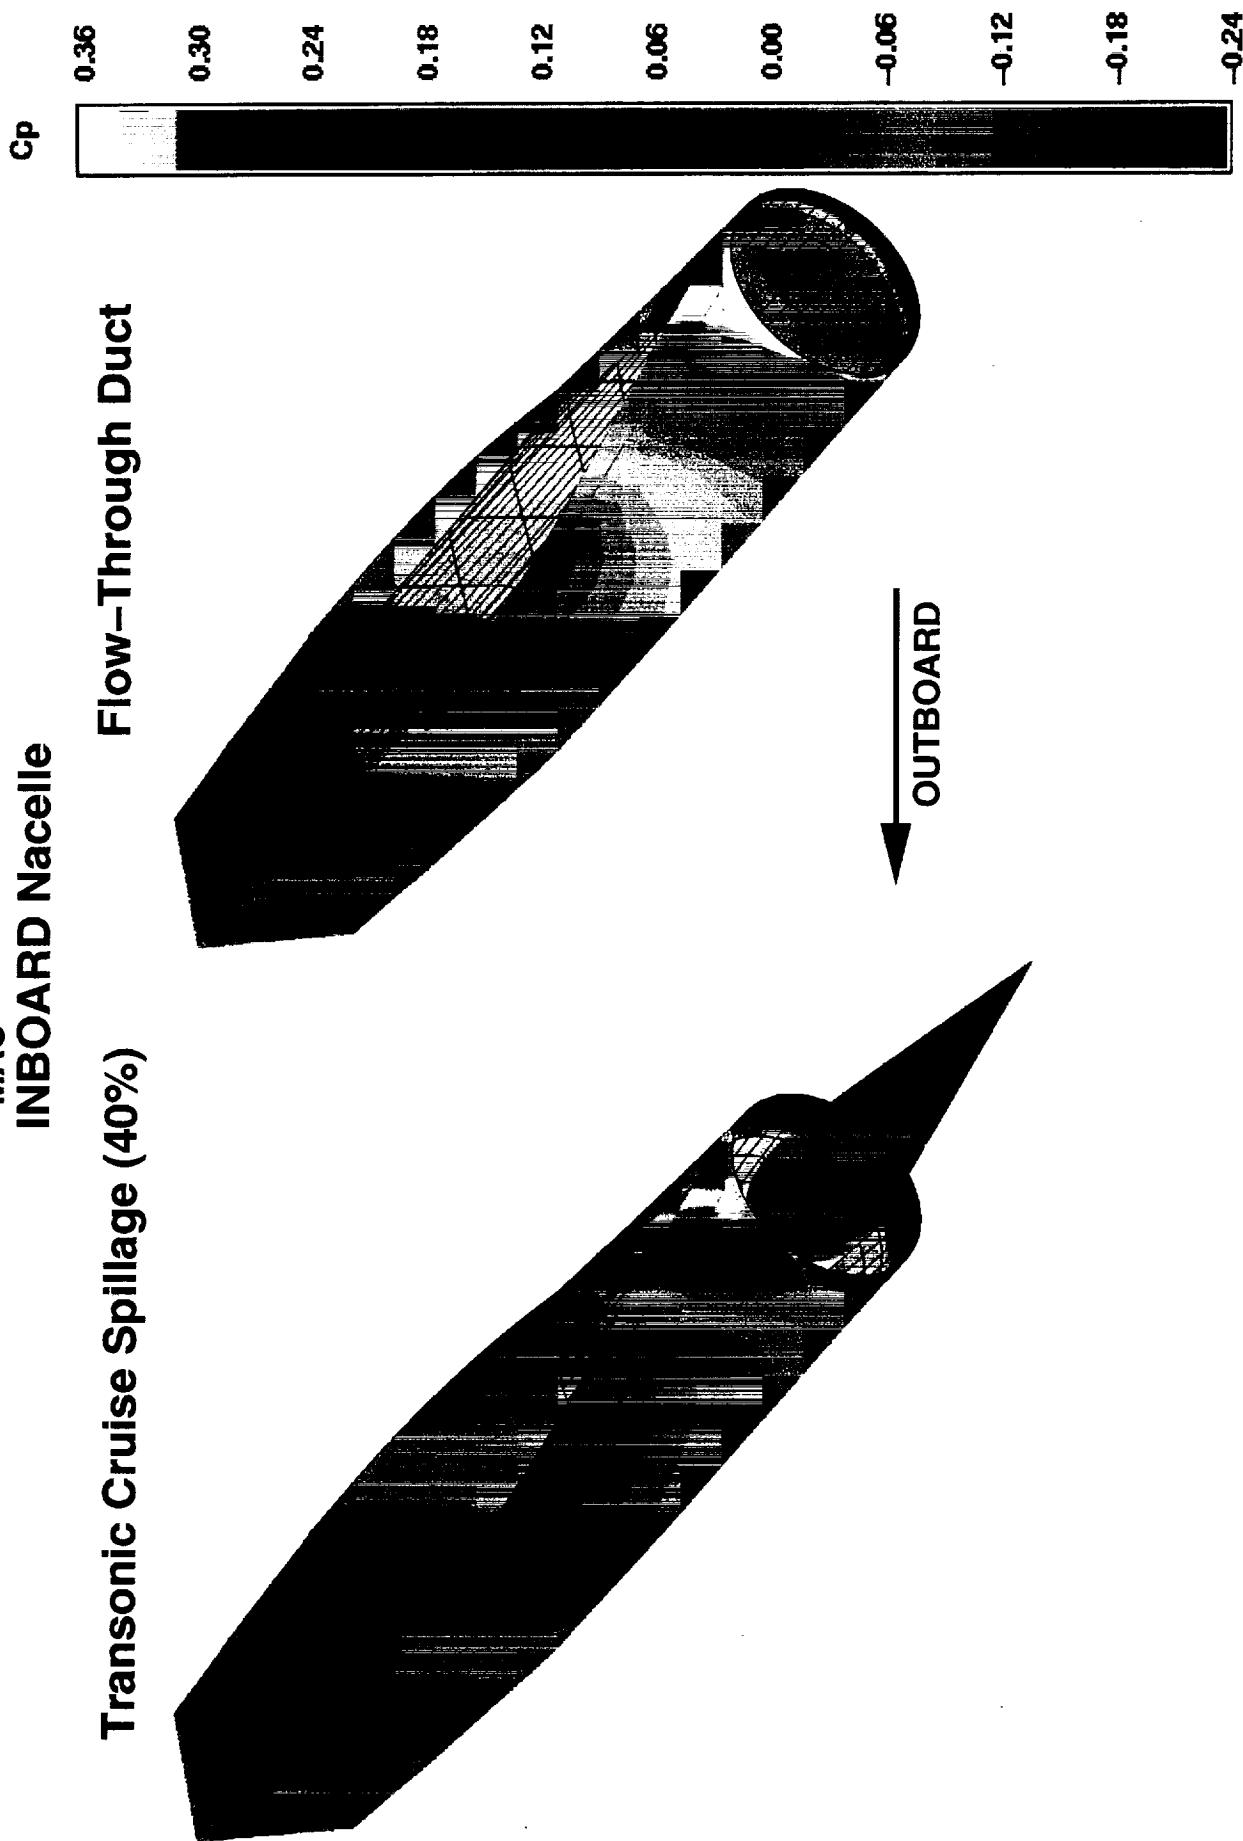 INBOARD Nacelle
Transonic Cruise Spillage (40%)
Flow–Through Duct
Cp
0.36
0.30
0.24
0.18
0.12
0.06
0.00
–0.06
–0.12
–0.18
–0.24
OUTBOARD